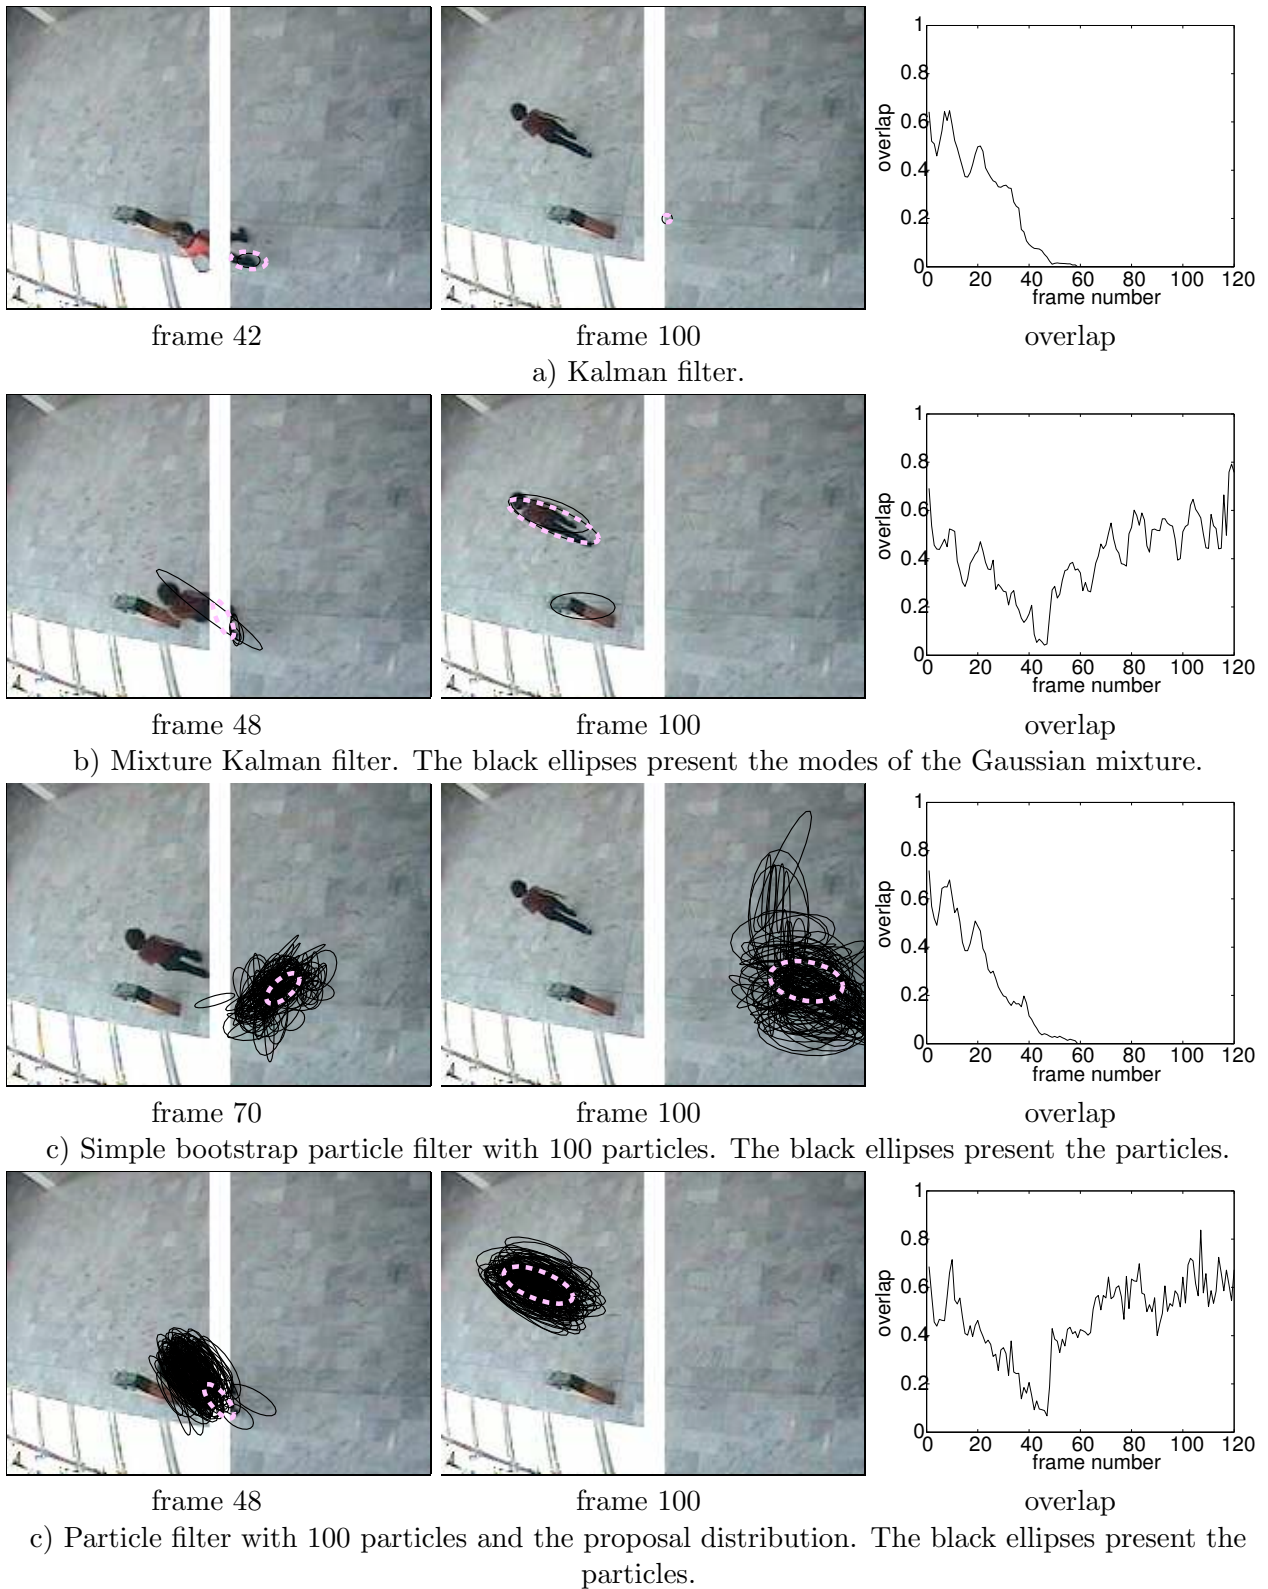 1
0.8
0.6
0.4
0.2
0
overlap
0 20 40 60 80 100 120
frame number
frame 42 frame 100 overlap
a) Kalman filter.
1
0.8
0.6
0.4
0.2
0
overlap
0 20 40 60 80 100 120
frame number
frame 48 frame 100 overlap
b) Mixture Kalman filter. The black ellipses present the modes of the Gaussian mixture.
1
0.8
0.6
0.4
0.2
0
overlap
0 20 40 60 80 100 120
frame number
frame 70 frame 100 overlap
c) Simple bootstrap particle filter with 100 particles. The black ellipses present the particles.
1
0.8
0.6
0.4
0.2
0
overlap
0 20 40 60 80 100 120
frame number
frame 48 frame 100 overlap
c) Particle filter with 100 particles and the proposal distribution. The black ellipses present the
particles.